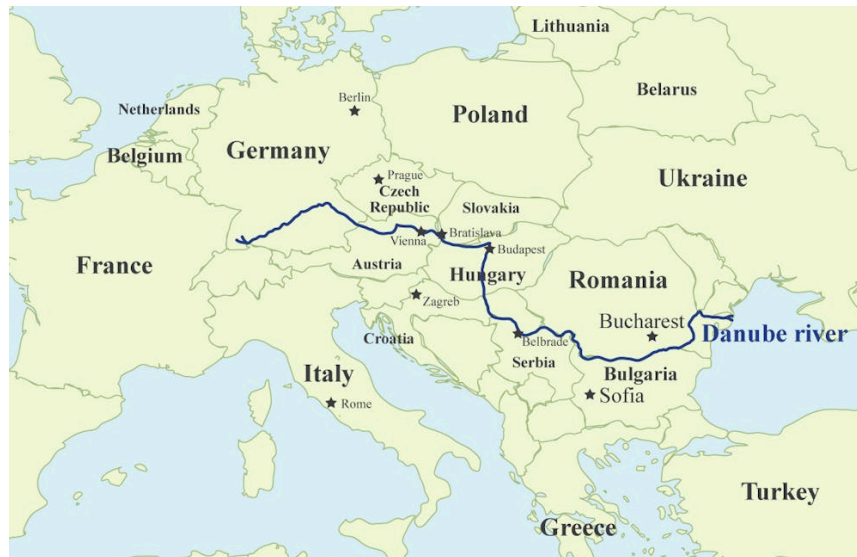 Lithuania
Belarus
Netherlands
Berlin
Poland
Belgium
Germany
Prague
Czech
Republic
Ukraine
Slovakia
Vienna
Bratislava
Budapest
France
Austria
Hungary
Romania
Zagreb
Bucharest
Danube river
Croatia
Belbrade
Serbia
Italy
Bulgaria
Sofia
Rome
Turkey
Greece